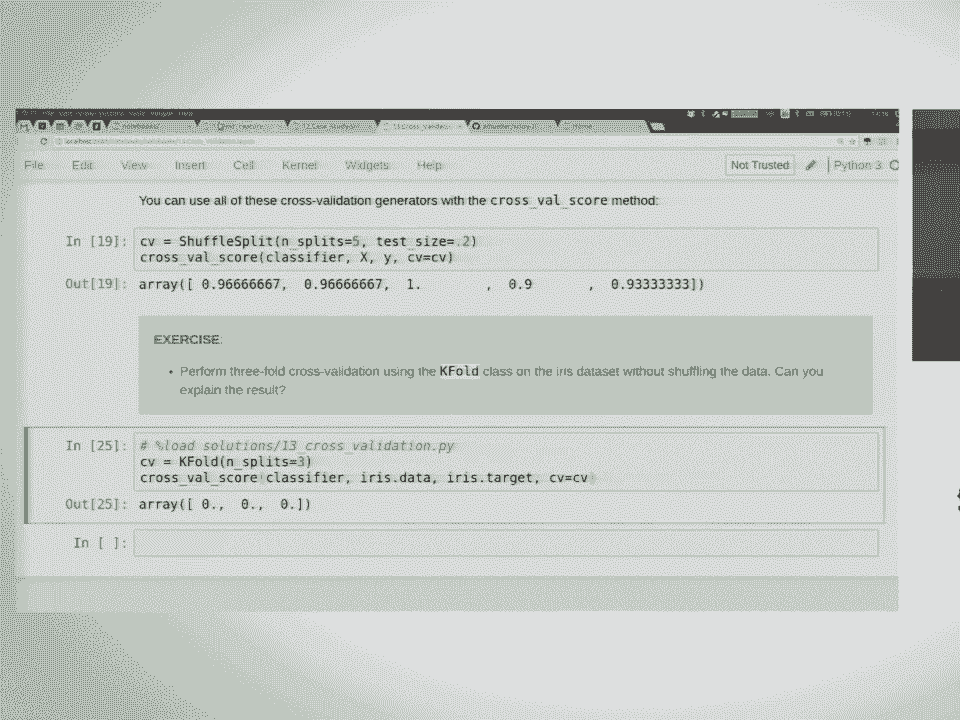 File Edit View Insert Cell Kernel Widgets Help Not Trusted Python 3
You can use all of these cross-validation generators with the cross_val_score method:
In [19]: cv = ShuffleSplit(n_splits=5, test_size=.2)
cross_val_score(classifier, X, y, cv=cv)
Out[19]: array([ 0.96666667, 0.96666667, 1. , 0.9 , 0.93333333])
EXERCISE:
• Perform three-fold cross-validation using the KFold class on the iris dataset without shuffling the data. Can you
explain the result?
In [25]: # %load solutions/13_cross_validation.py
cv = KFold(n_splits=3)
cross_val_score(classifier, iris.data, iris.target, cv=cv)
Out[25]: array([ 0., 0., 0.])
In [ ]: